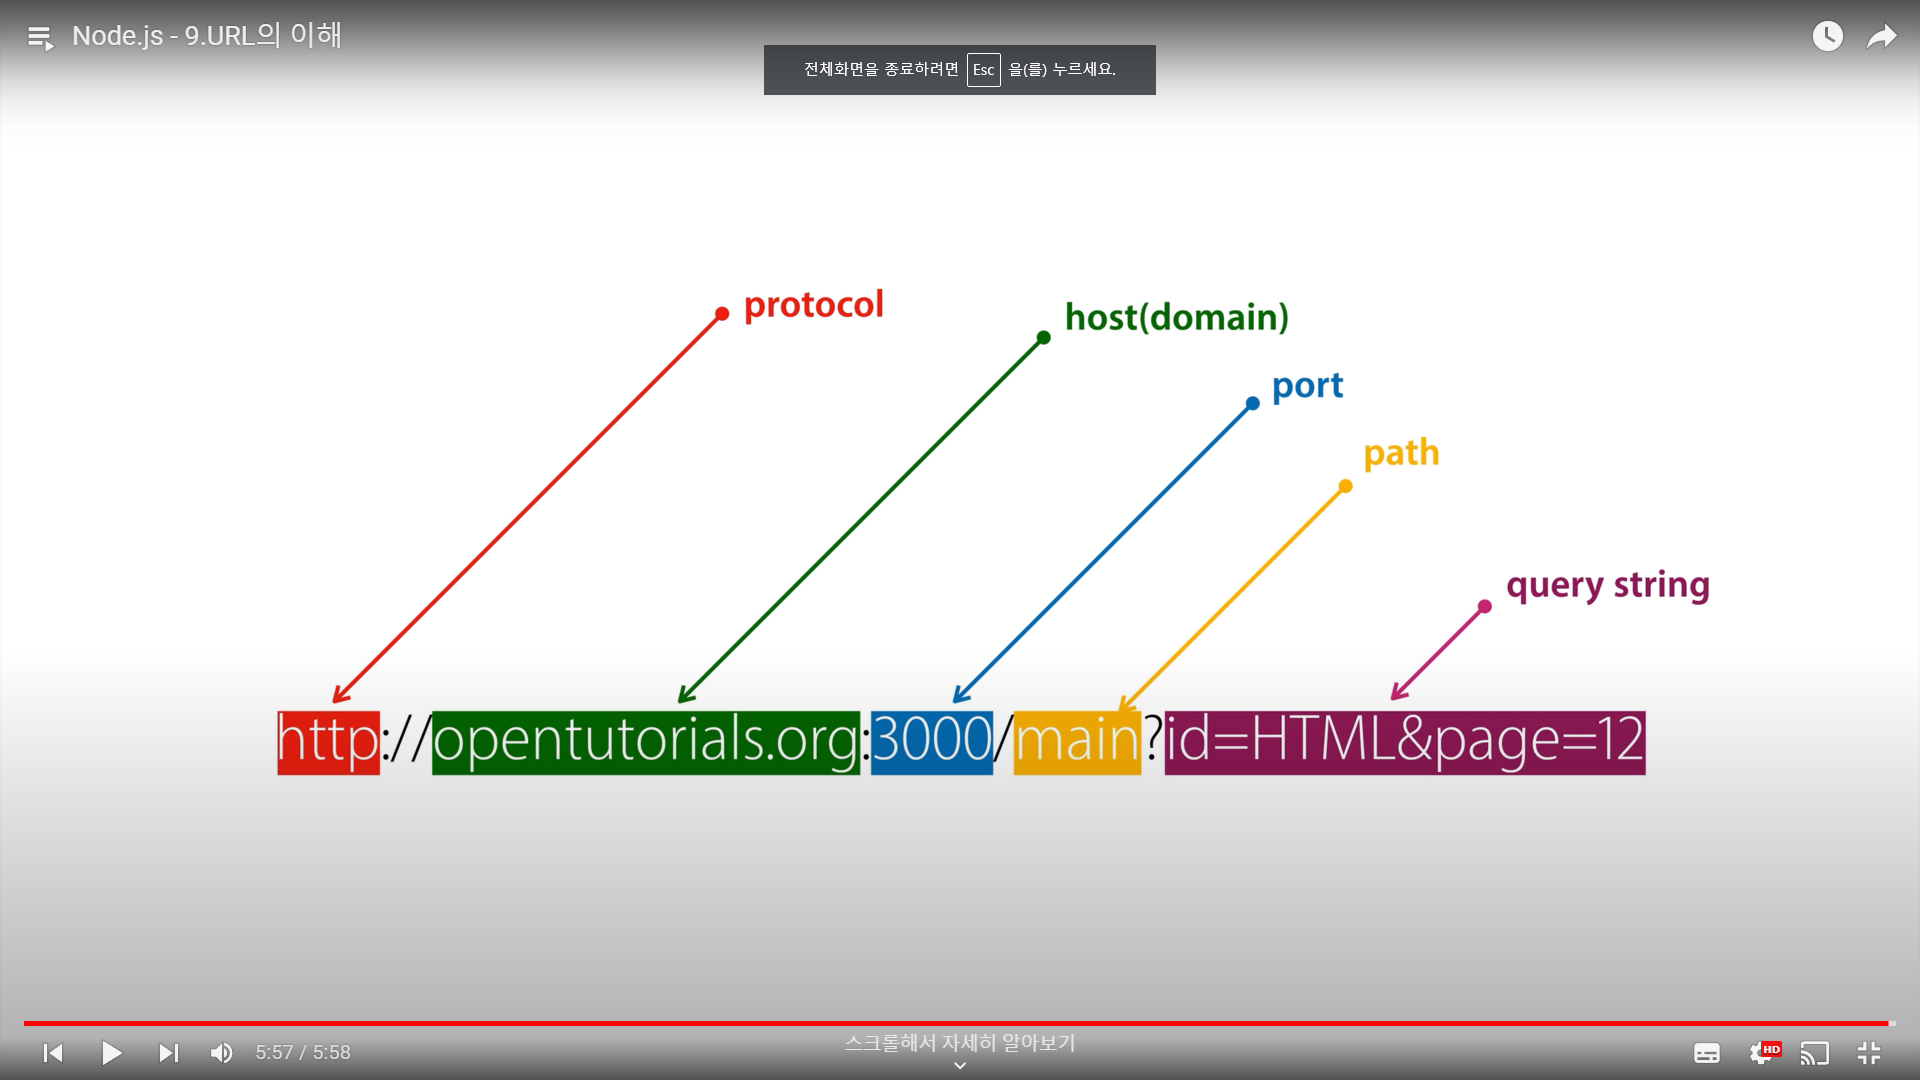 Node.js - 9.URL의 이해
전체화면을 종료하려면 Esc 을(를) 누르세요.
protocol
host(domain)
port
path
query string
http://opentutorials.org:3000/main?id=HTML&page=12
스크롤해서 자세히 알아보기
5:57 / 5:58
HD